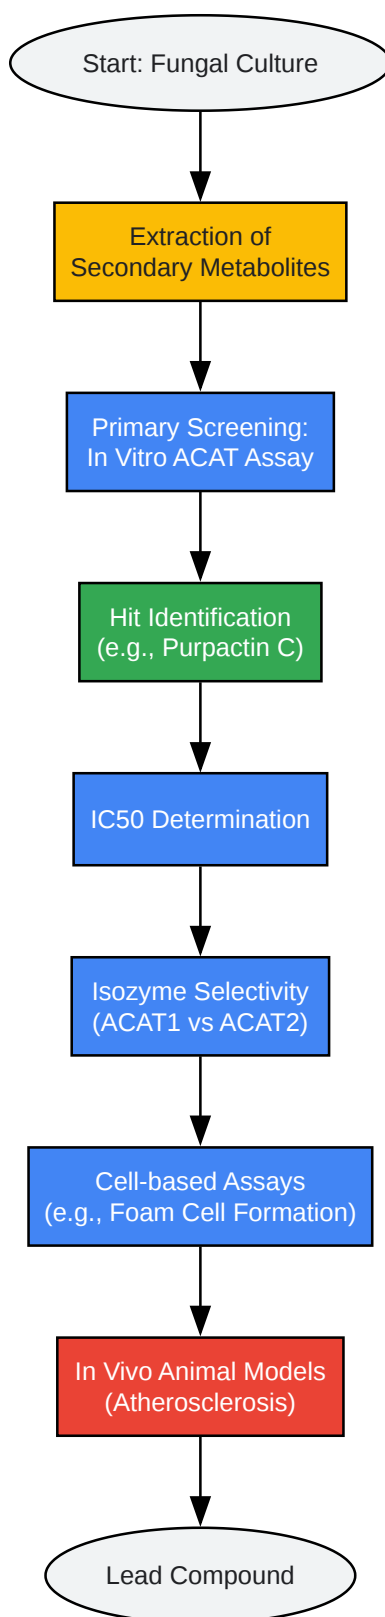 Start: Fungal Culture
Extraction of
Secondary Metabolites
Primary Screening:
In Vitro ACAT Assay
Hit Identification
(e.g., Purpactin C)
IC50 Determination
Isozyme Selectivity
(ACAT1 vs ACAT2)
Cell-based Assays
(e.g., Foam Cell Formation)
In Vivo Animal Models
(Atherosclerosis)
Lead Compound